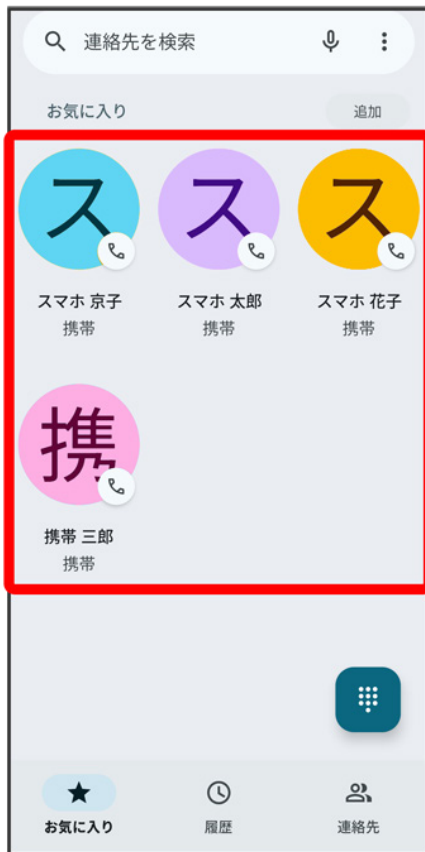 連絡先を検索
お気に入り 追加
ス ス ス
スマホ 京子 スマホ 太郎 スマホ 花子
携帯 携帯 携帯
携
携帯 三郎
携帯
お気に入り 履歴 連絡先